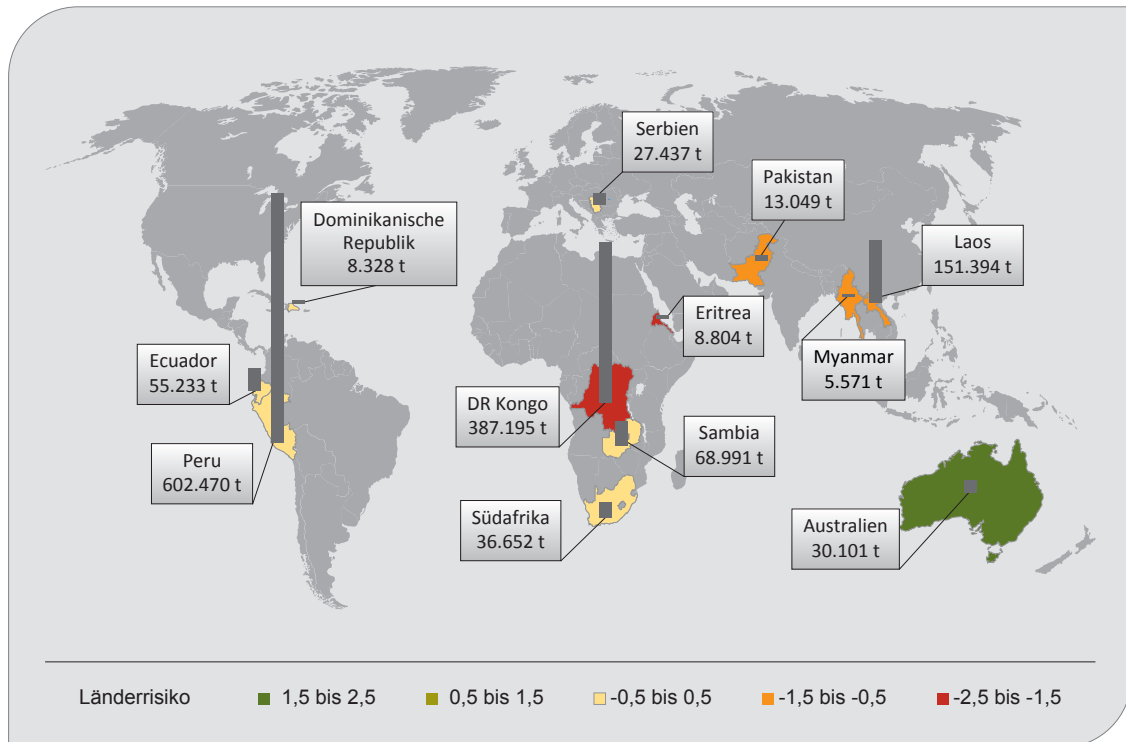 Serbien
27.437 t
Pakistan
13.049 t
Dominikanische
Republik
8.328 t
Laos
151.394 t
Eritrea
8.804 t
Ecuador
55.233 t
Myanmar
5.571 t
DR Kongo
387.195 t
Sambia
68.991 t
Peru
602.470 t
Südafrika
36.652 t
Australien
30.101 t
Länderrisiko 1,5 bis 2,5 0,5 bis 1,5 -0,5 bis 0,5 -1,5 bis -0,5 -2,5 bis -1,5